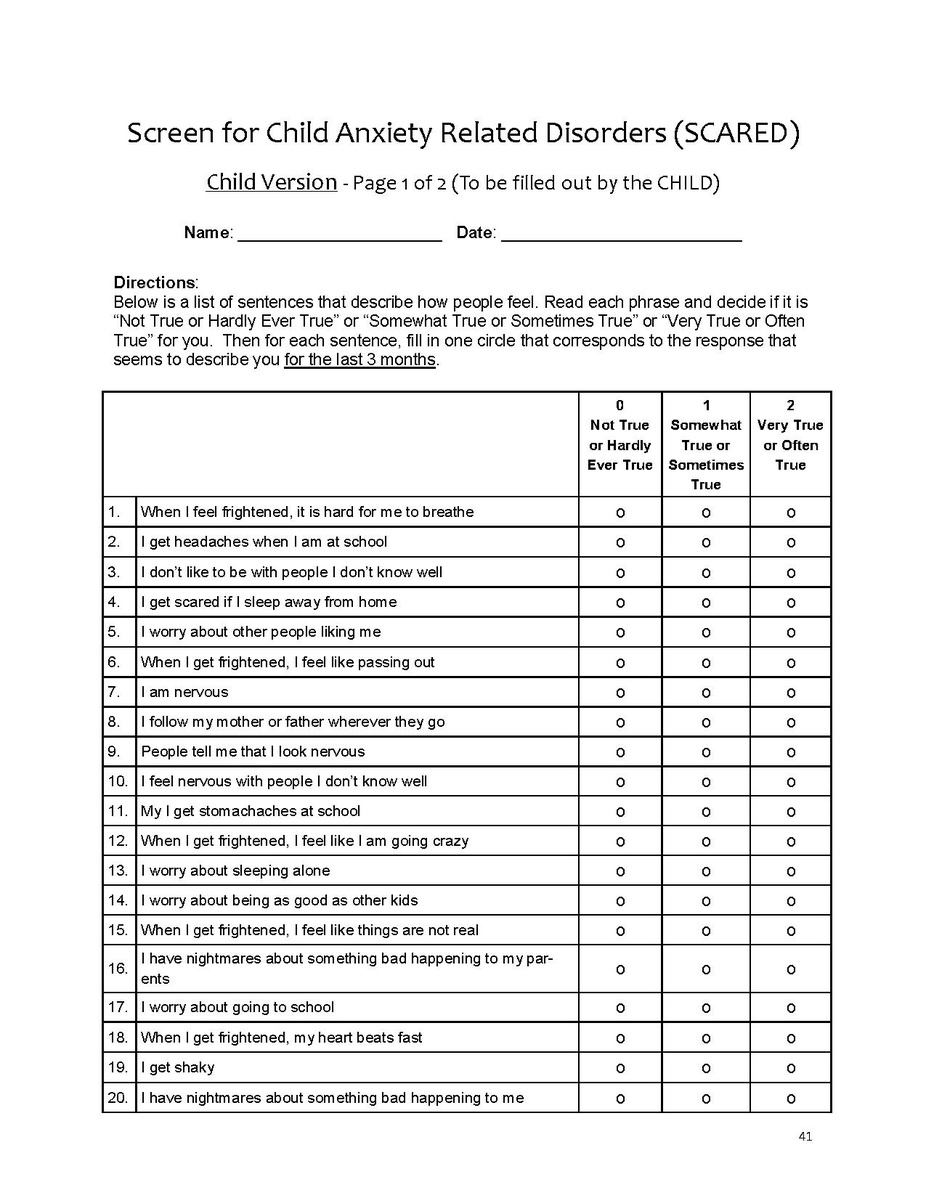 Screen for Child Anxiety Related Disorders (SCARED)
Child Version - Page 1 of 2 (To be filled out by the CHILD)
Name: ______________________ Date: __________________________
Directions:
Below is a list of sentences that describe how people feel. Read each phrase and decide if it is
“Not True or Hardly Ever True” or “Somewhat True or Sometimes True” or “Very True or Often
True” for you. Then for each sentence, fill in one circle that corresponds to the response that
seems to describe you for the last 3 months.
0 1 2
Not True Somewhat Very True
or Hardly True or or Often
Ever True Sometimes True
True
1. When I feel frightened, it is hard for me to breathe o o o
2. I get headaches when I am at school o o o
3. I don’t like to be with people I don’t know well o o o
4. I get scared if I sleep away from home o o o
5. I worry about other people liking me o o o
6. When I get frightened, I feel like passing out o o o
7. I am nervous o o o
8. I follow my mother or father wherever they go o o o
9. People tell me that I look nervous o o o
10. I feel nervous with people I don’t know well o o o
11. My I get stomachaches at school o o o
12. When I get frightened, I feel like I am going crazy o o o
13. I worry about sleeping alone o o o
14. I worry about being as good as other kids o o o
15. When I get frightened, I feel like things are not real o o o
16. I have nightmares about something bad happening to my par-
ents o o o
17. I worry about going to school o o o
18. When I get frightened, my heart beats fast o o o
19. I get shaky o o o
20. I have nightmares about something bad happening to me o o o
41